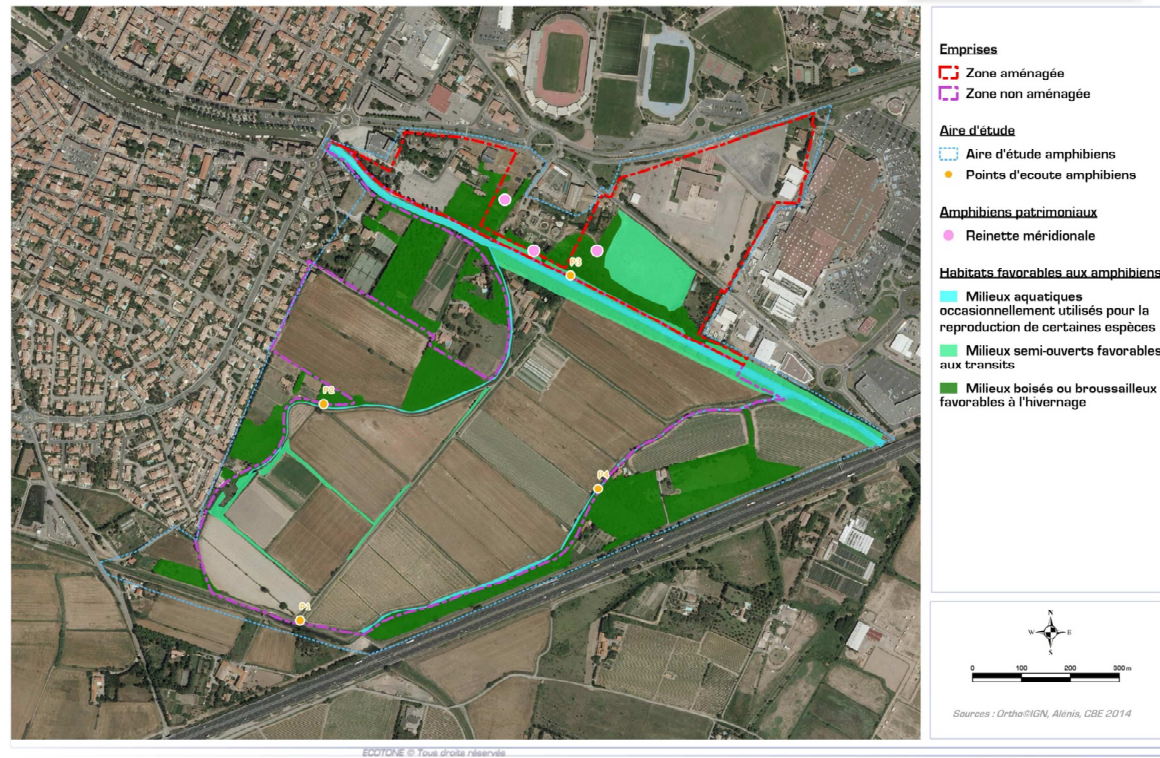 Emprises
Zone aménagée
Zone non aménagée
Aire d'étude
Aire d'étude amphibiens
Points d'ecoute amphibiens
Amphibiens patrimoniaux
Reinette méridionale
Habitats favorables aux amphibiens
Milieux aquatiques
occasionnellement utilisés pour la
reproduction de certaines espèces
Milieux semi-ouverts favorables
aux transits
Milieux boisés ou broussailleux
favorables à l'hivernage
P3
P2
P4
P1
N
W E
S
0 100 200 300 m
Sources : Ortho©IGN, Alénis, CBE 2014
ECOTONE © Tous droits réservés